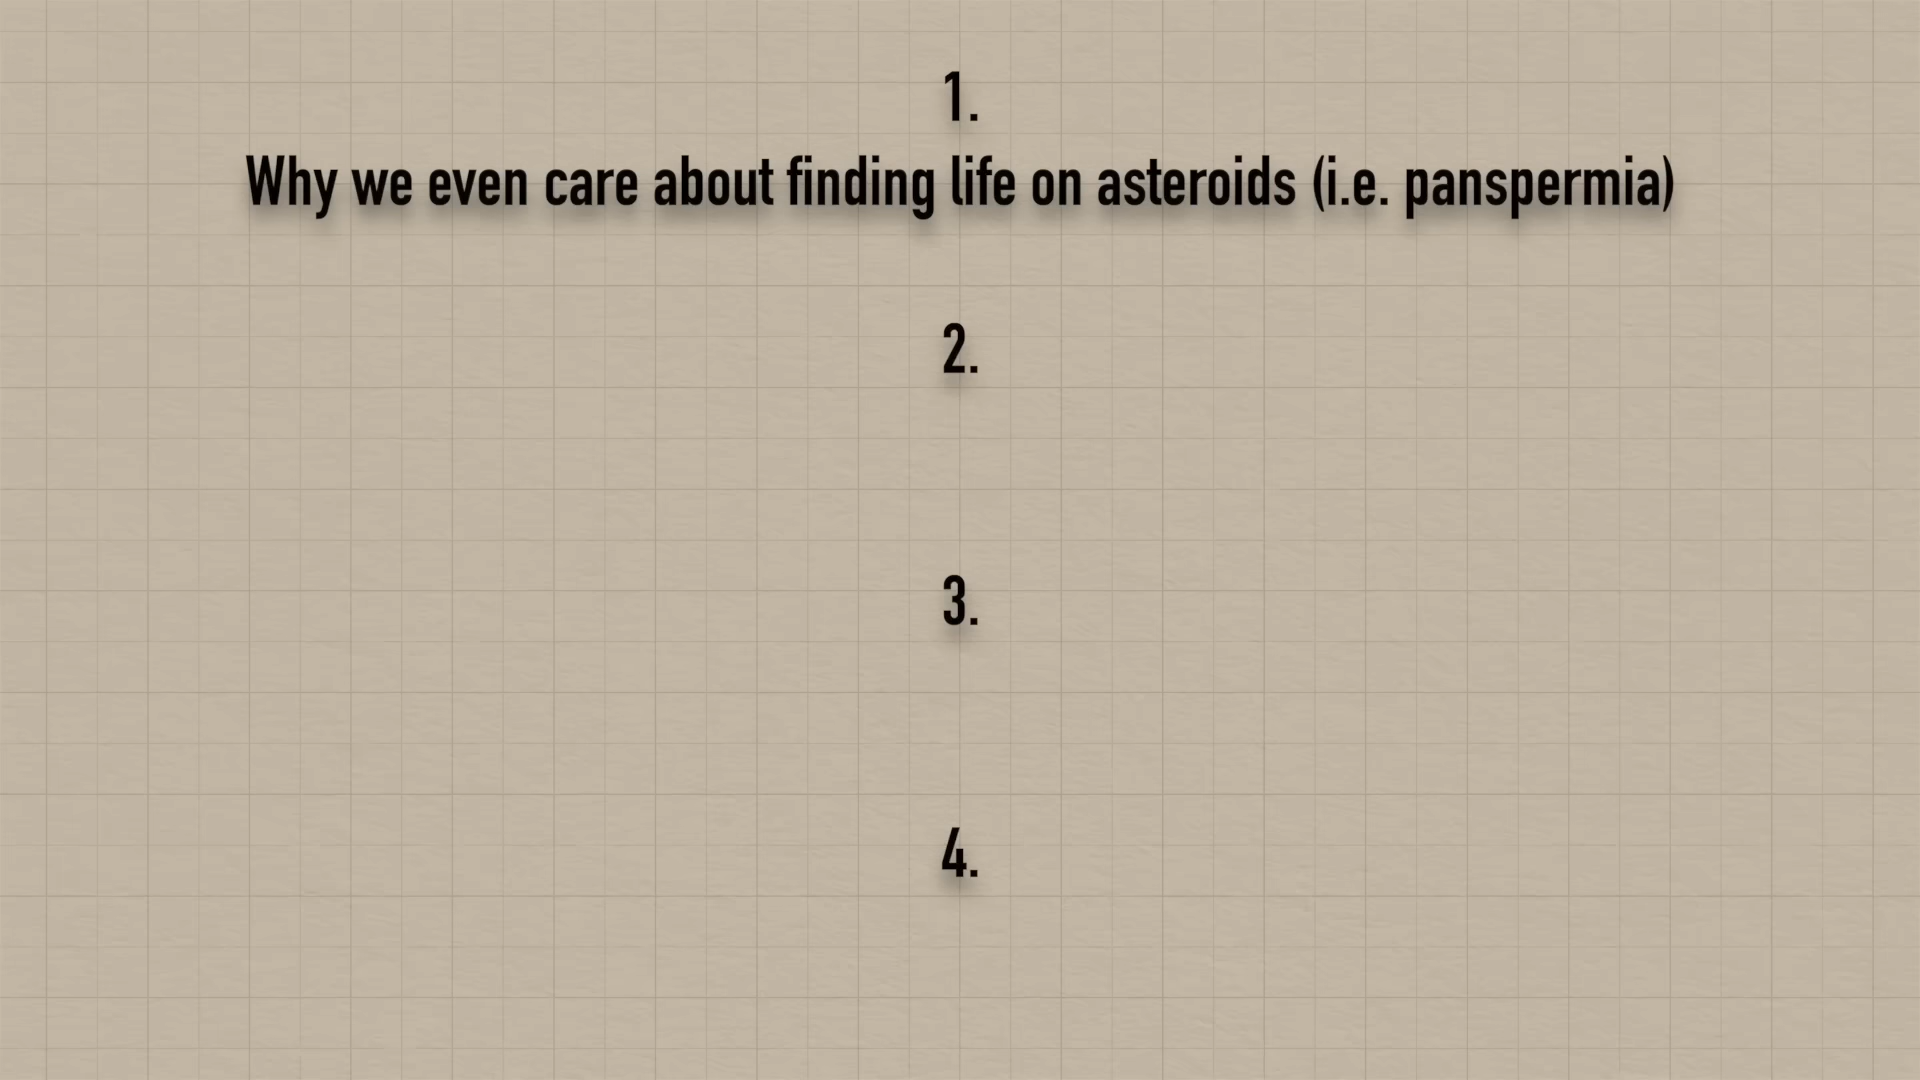 1.
Why we even care about finding life on asteroids (i.e. panspermia)
2.
3.
4.